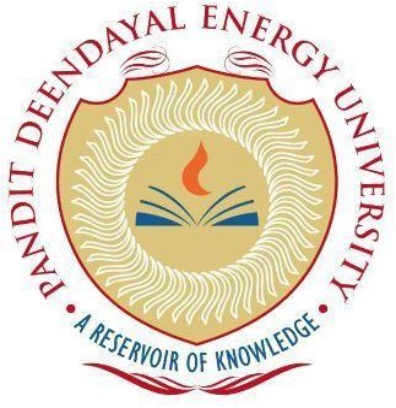 • PANDIT DEENDAYAL ENERGY UNIVERSITY •
A RESERVOIR OF KNOWLEDGE